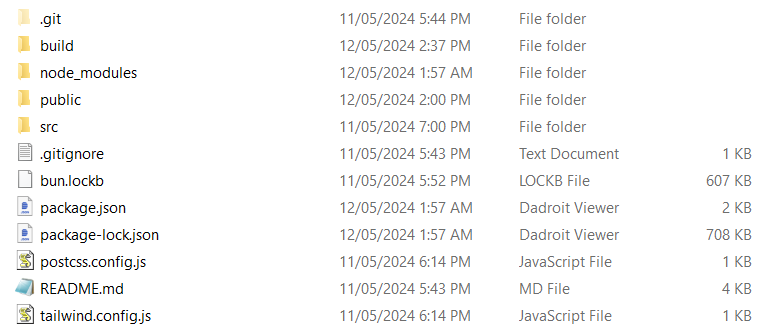 .git 11/05/2024 5:44 PM File folder
build 12/05/2024 2:37 PM File folder
node_modules 12/05/2024 1:57 AM File folder
public 12/05/2024 2:00 PM File folder
src 11/05/2024 7:00 PM File folder
.gitignore 11/05/2024 5:43 PM Text Document 1 KB
bun.lockb 11/05/2024 5:52 PM LOCKB File 607 KB
package.json 12/05/2024 1:57 AM Dadroit Viewer 2 KB
package-lock.json 12/05/2024 1:57 AM Dadroit Viewer 708 KB
postcss.config.js 11/05/2024 6:14 PM JavaScript File 1 KB
README.md 11/05/2024 5:43 PM MD File 4 KB
tailwind.config.js 11/05/2024 6:14 PM JavaScript File 1 KB